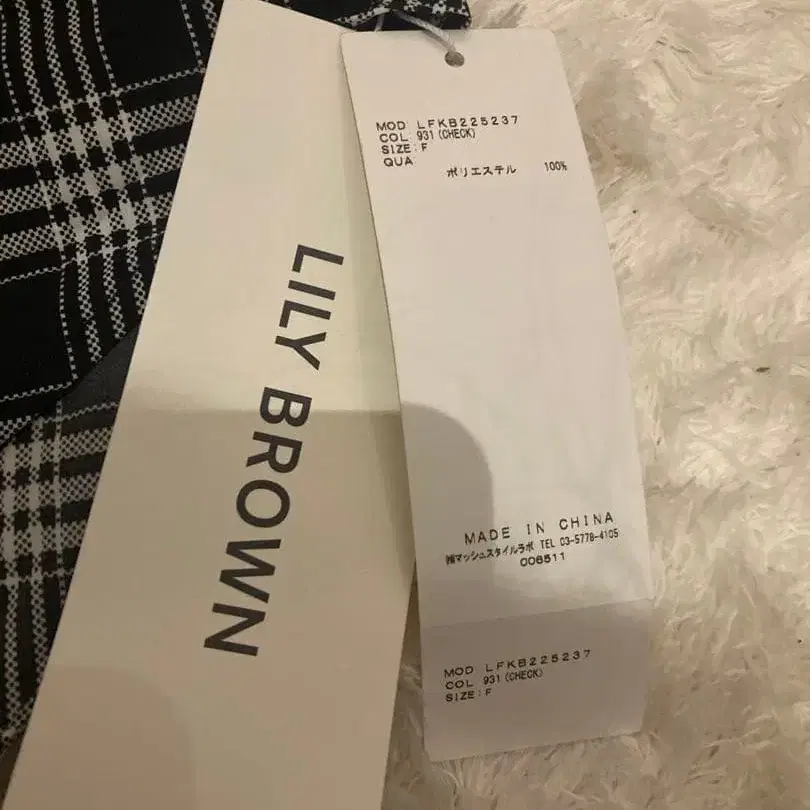 LILY BROWN
MOD LFKB225237
COL 931 (CHECK)
SIZE: F
QUA
ポリエステル 100%
MADE IN CHINA
㈱マッシュスタイルラボ TEL 03-5778-4105
006511
MOD LFKB225237
COL 931 (CHECK)
SIZE: F